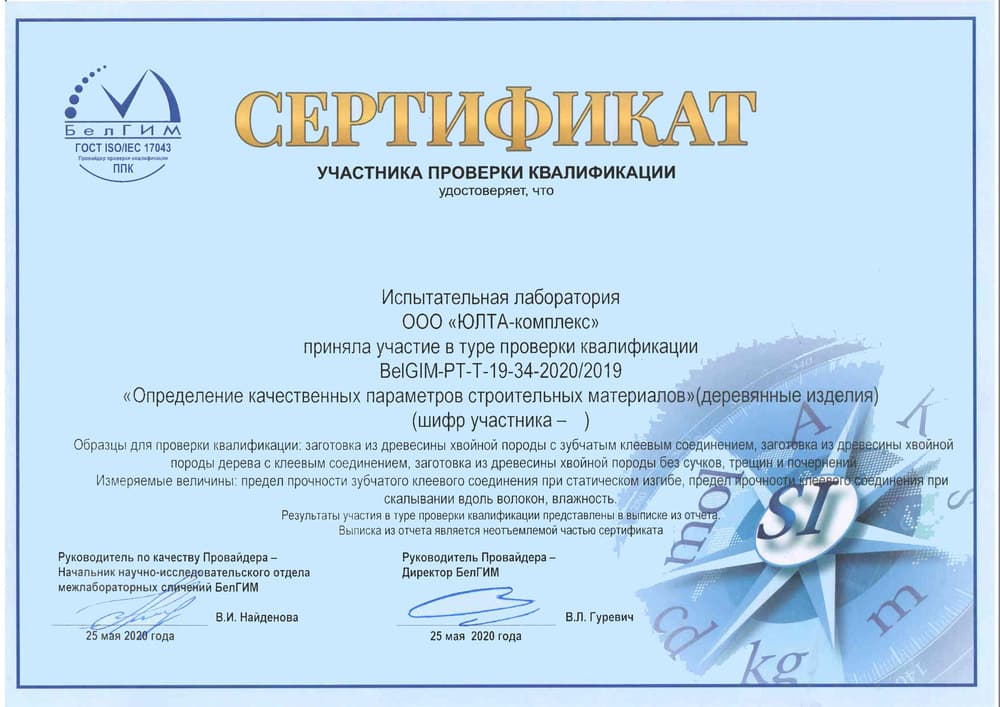 БелГИМ
ГОСТ ISO/IEC 17043
Провайдер проверки квалификации
ППК
СЕРТИФИКАТ
УЧАСТНИКА ПРОВЕРКИ КВАЛИФИКАЦИИ
удостоверяет, что
Испытательная лаборатория
ООО «ЮЛТА-комплекс»
приняла участие в туре проверки квалификации
BelGIM-PT-T-19-34-2020/2019
«Определение качественных параметров строительных материалов»(деревянные изделия)
(шифр участника – )
Образцы для проверки квалификации: заготовка из древесины хвойной породы с зубчатым клеевым соединением, заготовка из древесины хвойной
породы дерева с клеевым соединением, заготовка из древесины хвойной породы без сучков, трещин и почернений
Измеряемые величины: предел прочности зубчатого клеевого соединения при статическом изгибе, предел прочности клеевого соединения при
скалывании вдоль волокон, влажность.
Результаты участия в туре проверки квалификации представлены в выписке из отчета.
Выписка из отчета является неотъемлемой частью сертификата
Руководитель по качеству Провайдера –
Начальник научно-исследовательского отдела
межлабораторных сличений БелГИМ
В.И. Найденова
25 мая 2020 года
Руководитель Провайдера –
Директор БелГИМ
В.Л. Гуревич
25 мая 2020 года
SI
A
K
s
mol
cd
kg
m
140